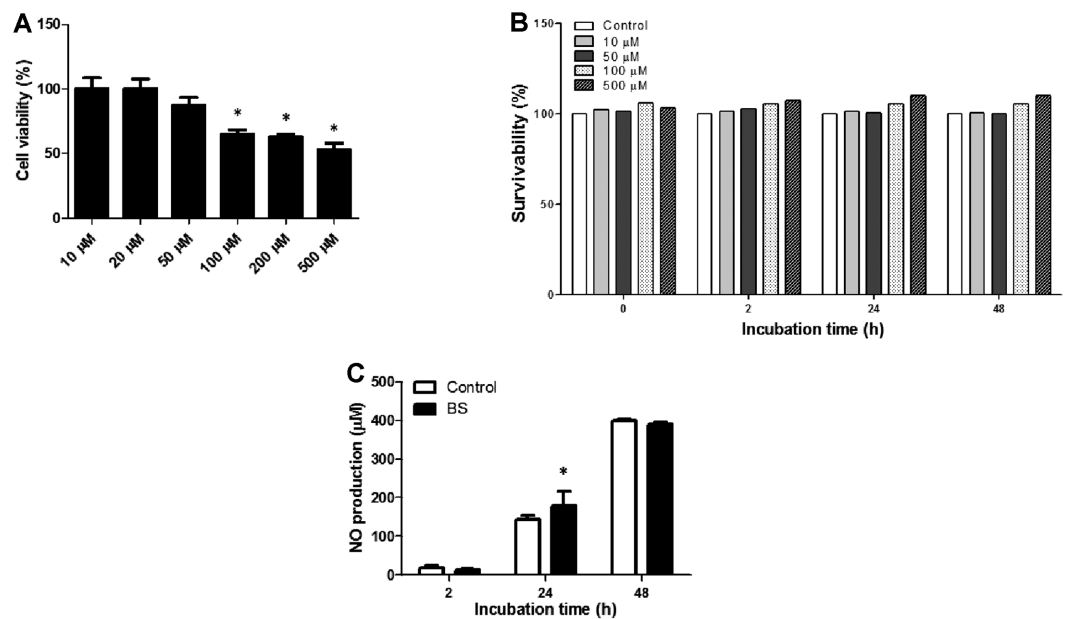 A
Cell viability (%)
150
100
50
0
10 µM
20 µM
50 µM
100 µM
200 µM
500 µM
*
*
*
B
Survivability (%)
150
100
50
0
Control
10 µM
50 µM
100 µM
500 µM
0
2
24
48
Incubation time (h)
C
NO production (µM)
500
400
300
200
100
0
Control
BS
*
2
24
48
Incubation time (h)